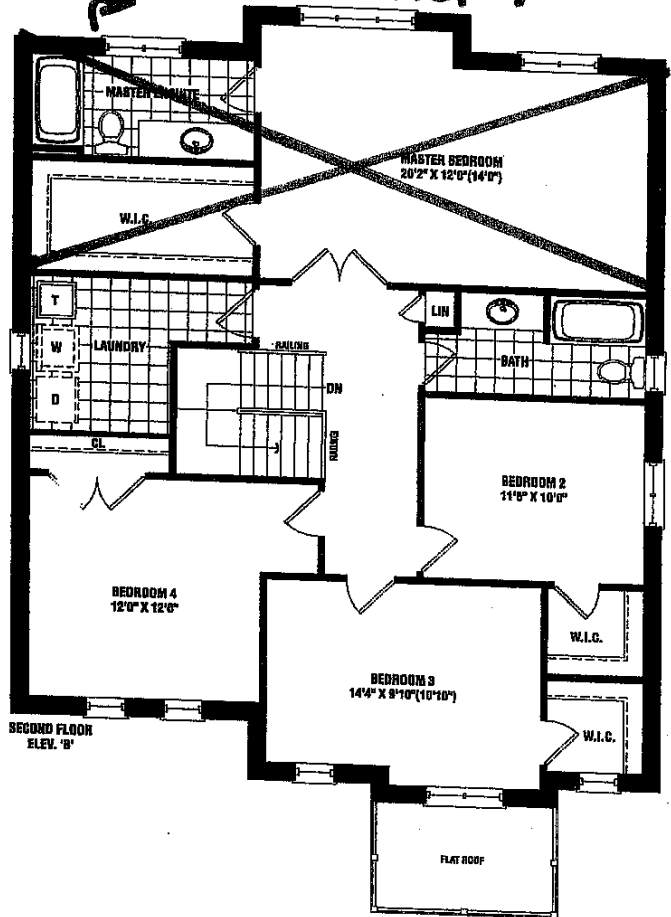 MASTER ENSUITE
MASTER BEDROOM
20'2" X 12'0"(14'0")
W.I.C.
T
W
D
LAUNDRY
LIN
BATH
RAILING
DN
RAILING
CL
BEDROOM 2
11'6" X 10'0"
BEDROOM 4
12'0" X 12'0"
W.I.C.
BEDROOM 3
14'4" X 9'10"(10'10")
W.I.C.
SECOND FLOOR
ELEV. 'B'
FLAT ROOF